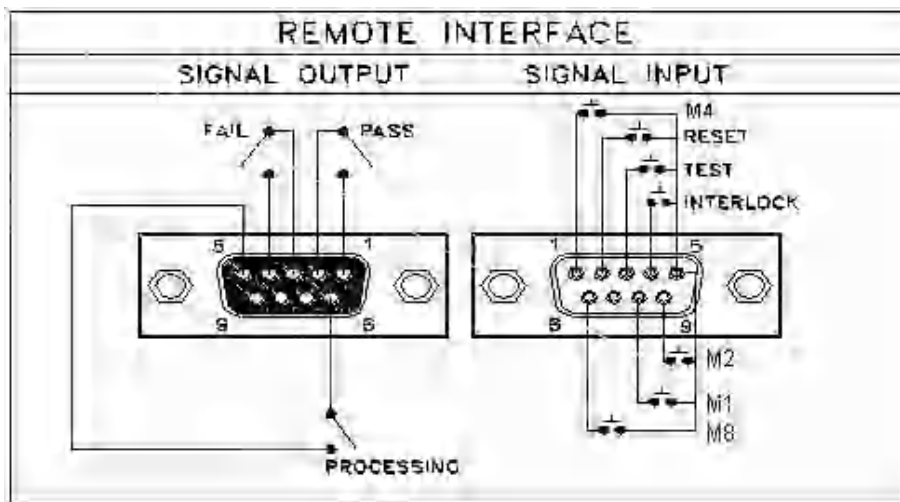 REMOTE INTERFACE
SIGNAL OUTPUT
SIGNAL INPUT
FAIL
PASS
M4
RESET
TEST
INTERLOCK
5
1
9
6
1
5
6
9
M2
M1
M8
PROCESSING